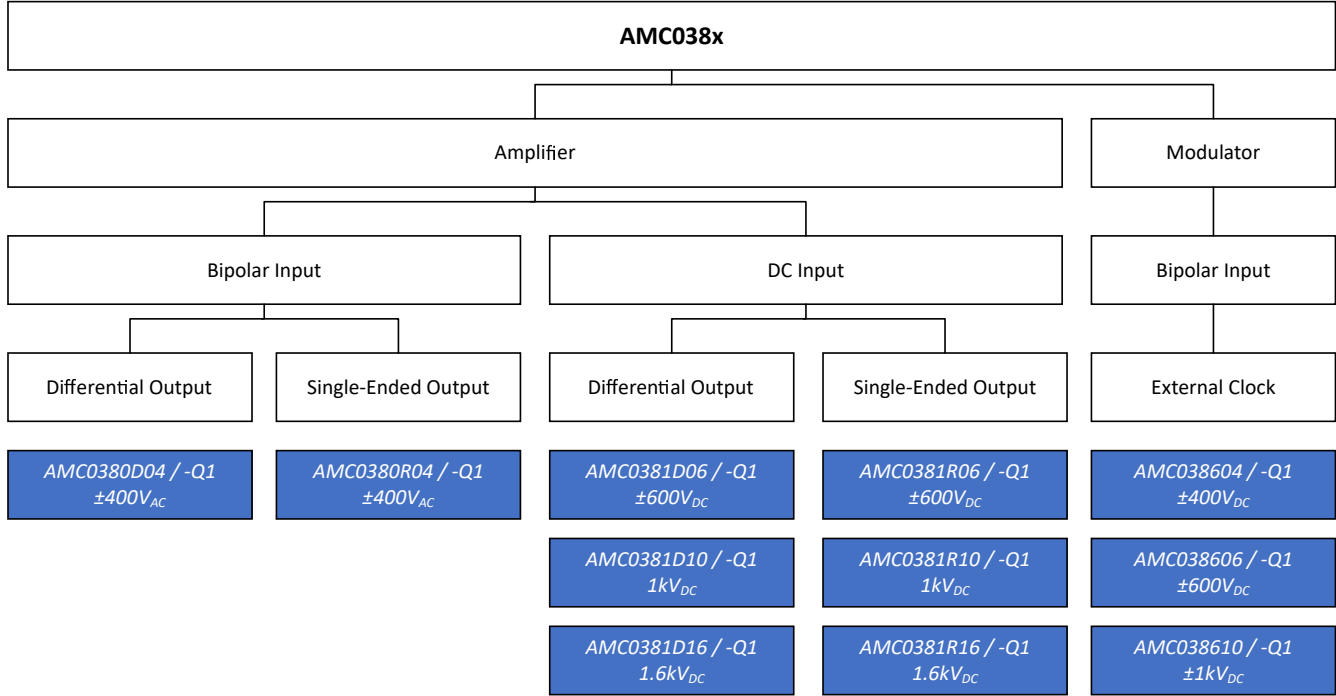 AMC038x
Amplifier
Modulator
Bipolar Input
DC Input
Bipolar Input
Differential Output
Single-Ended Output
Differential Output
Single-Ended Output
External Clock
AMC0380D04 / -Q1
±400VAC
AMC0380R04 / -Q1
±400VAC
AMC0381D06 / -Q1
±600VDC
AMC0381R06 / -Q1
±600VDC
AMC038604 / -Q1
±400VDC
AMC0381D10 / -Q1
1kVDC
AMC0381R10 / -Q1
1kVDC
AMC038606 / -Q1
±600VDC
AMC0381D16 / -Q1
1.6kVDC
AMC0381R16 / -Q1
1.6kVDC
AMC038610 / -Q1
±1kVDC